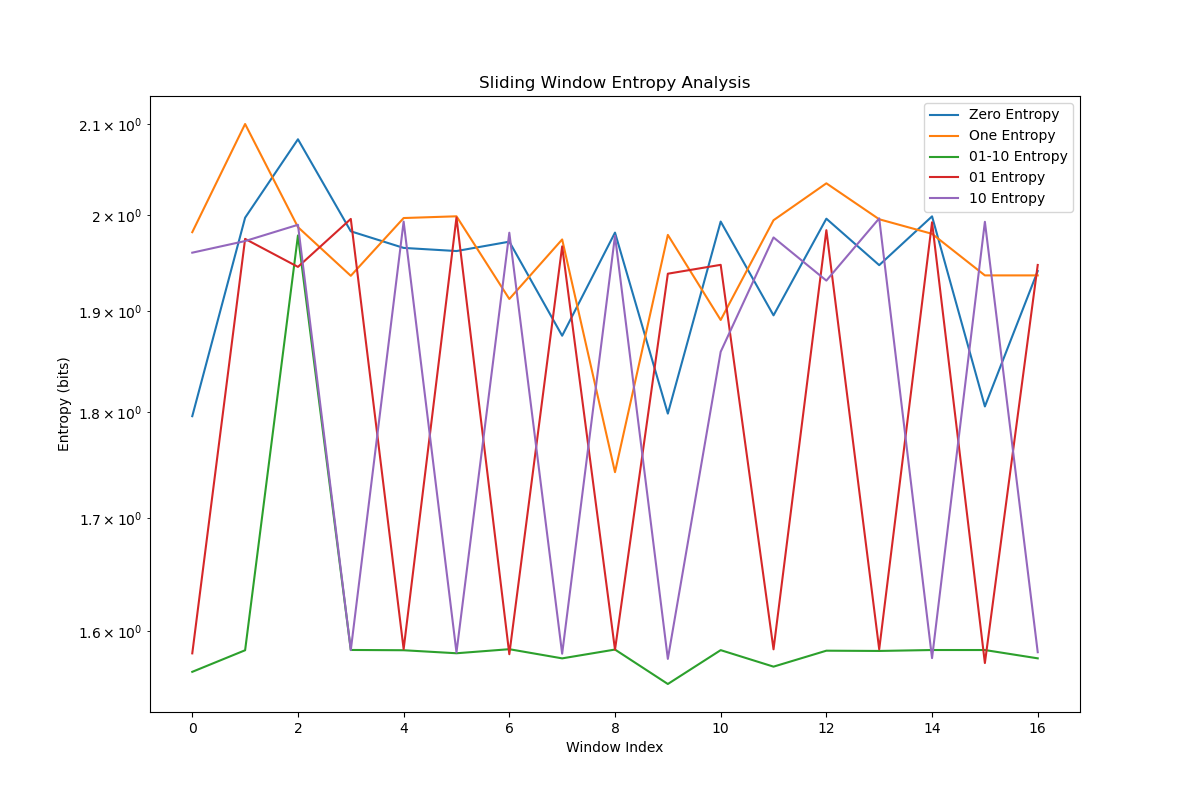 Sliding Window Entropy Analysis
Zero Entropy
One Entropy
01-10 Entropy
01 Entropy
10 Entropy
2.1 × 10⁰
2 × 10⁰
1.9 × 10⁰
1.8 × 10⁰
1.7 × 10⁰
1.6 × 10⁰
Entropy (bits)
0 2 4 6 8 10 12 14 16
Window Index